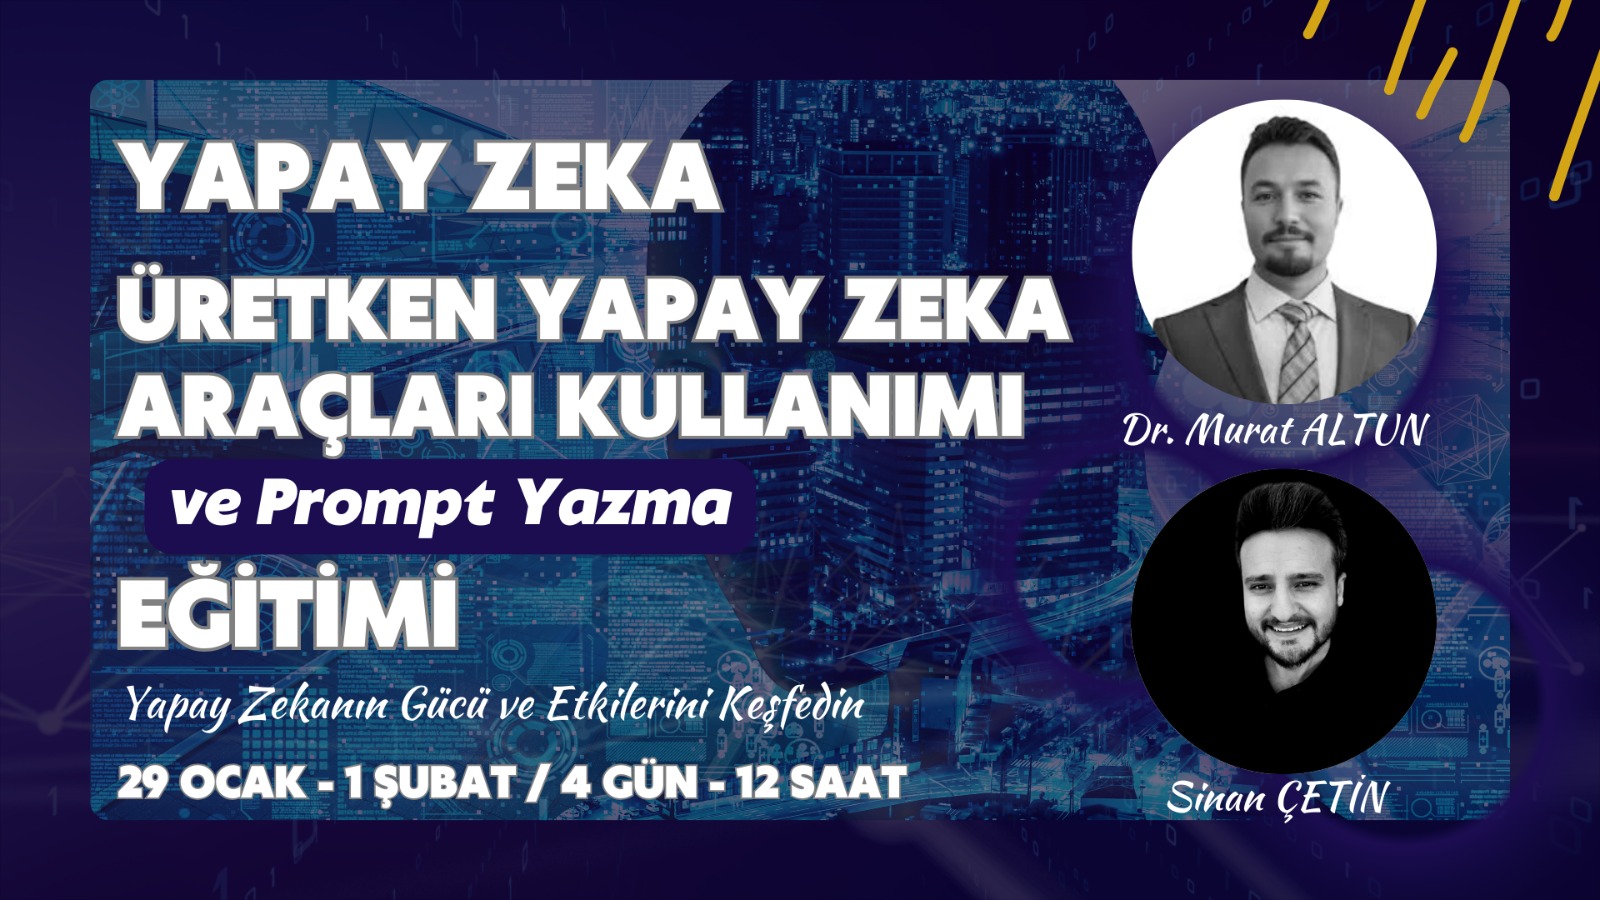 YAPAY ZEKA
ÜRETKEN YAPAY ZEKA
ARAÇLARI KULLANIMI
ve Prompt Yazma
EĞİTİMİ
Yapay Zekanın Gücü ve Etkilerini Keşfedin
29 OCAK - 1 ŞUBAT / 4 GÜN - 12 SAAT
Dr. Murat ALTUN
Sinan ÇETİN